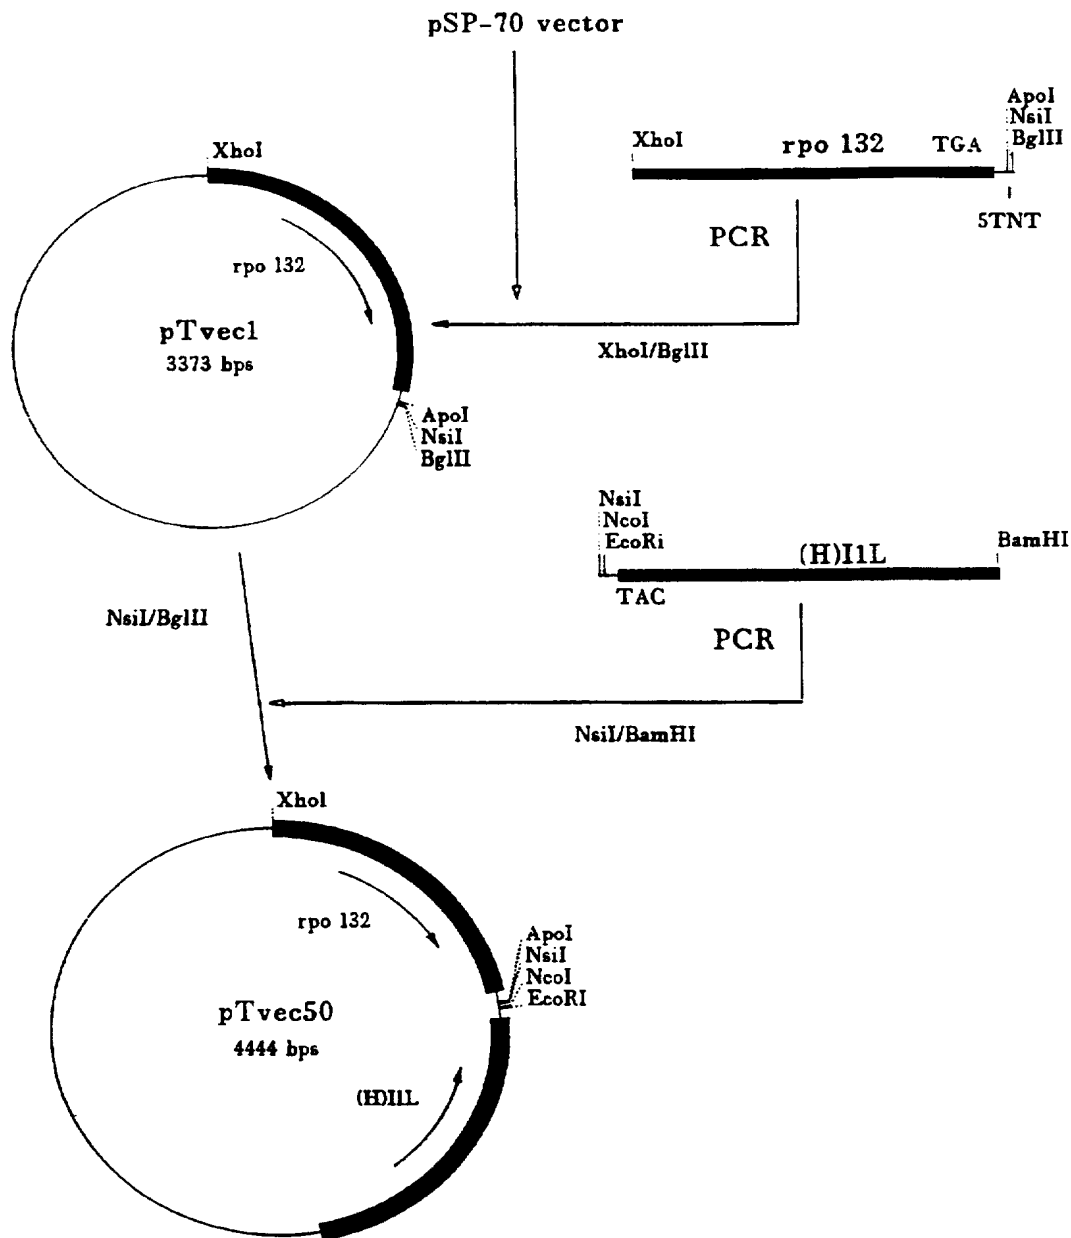 pSP-70 vector
XhoI
rpo 132
TGA
ApoI
NsiI
BglII
5TNT
PCR
XhoI/BglII
XhoI
rpo 132
pTvec1
3373 bps
ApoI
NsiI
BglII
NsiI
NcoI
EcoRi
(H)I1L
BamHI
TAC
PCR
NsiI/BglII
NsiI/BamHI
XhoI
rpo 132
ApoI
NsiI
NcoI
EcoRI
pTvec50
4444 bps
(H)I1L